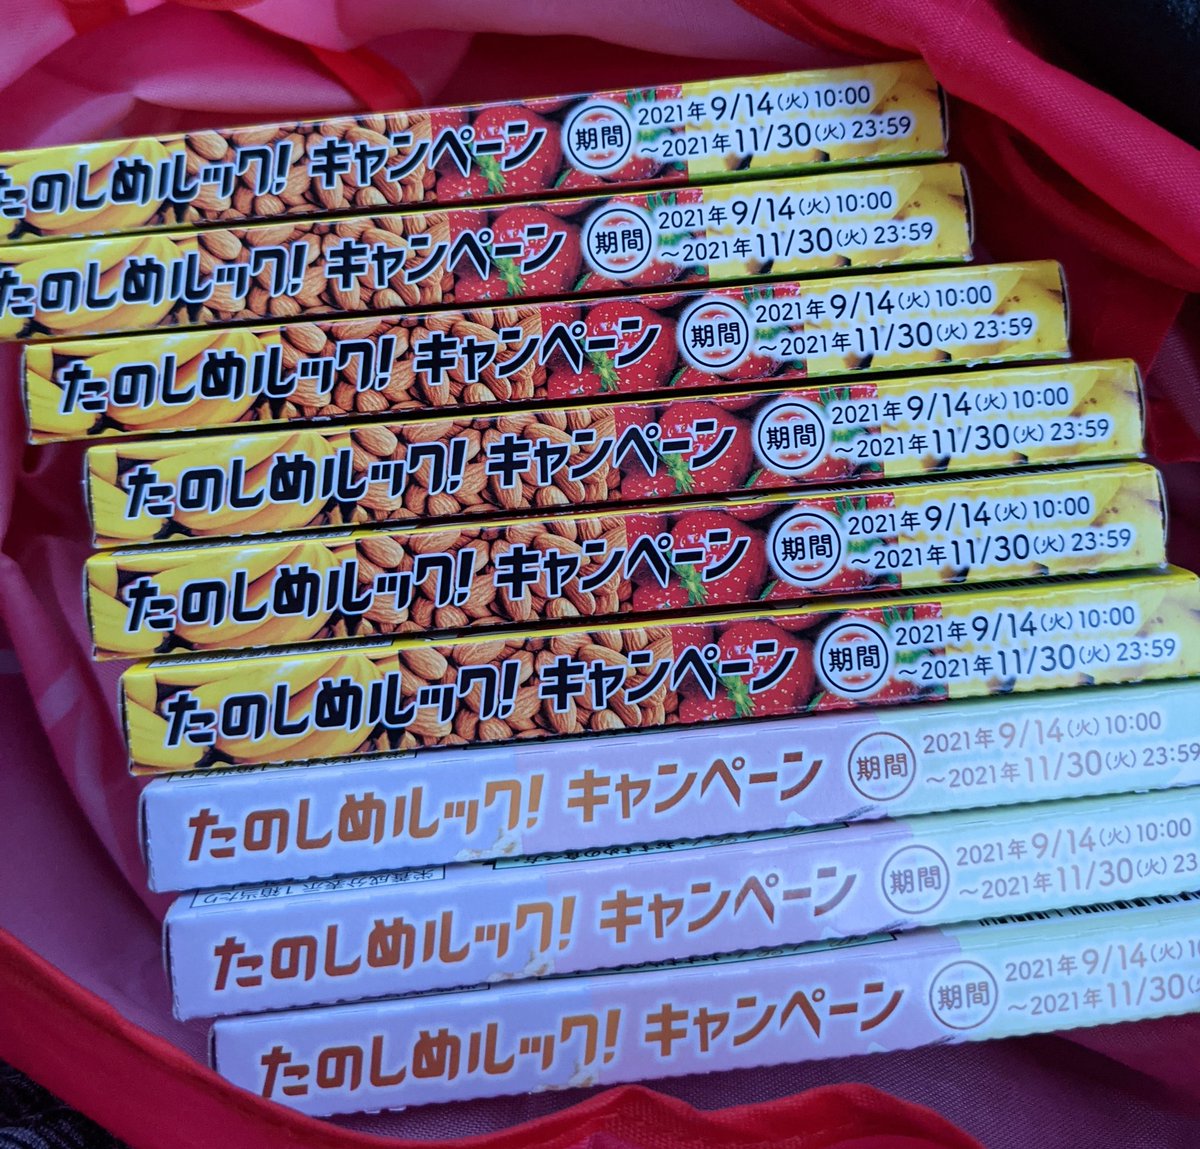 たのしめルック! キャンペーン 期間 2021年9/14(火)10:00
~2021年11/30(火)23:59
たのしめルック! キャンペーン 期間 2021年9/14(火)10:00
~2021年11/30(火)23:59
たのしめルック! キャンペーン 期間 2021年9/14(火)10:00
~2021年11/30(火)23:59
たのしめルック! キャンペーン 期間 2021年9/14(火)10:00
~2021年11/30(火)23:59
たのしめルック! キャンペーン 期間 2021年9/14(火)10:00
~2021年11/30(火)23:59
たのしめルック! キャンペーン 期間 2021年9/14(火)10:00
~2021年11/30(火)23:59
たのしめルック! キャンペーン 期間 2021年9/14(火)10:00
~2021年11/30(火)23:59
栄養成分表示 1箱当たり
たのしめルック! キャンペーン 期間 2021年9/14(火)10:00
~2021年11/30(火)23
たのしめルック! キャンペーン 期間 2021年9/14(火)1
~2021年11/30(